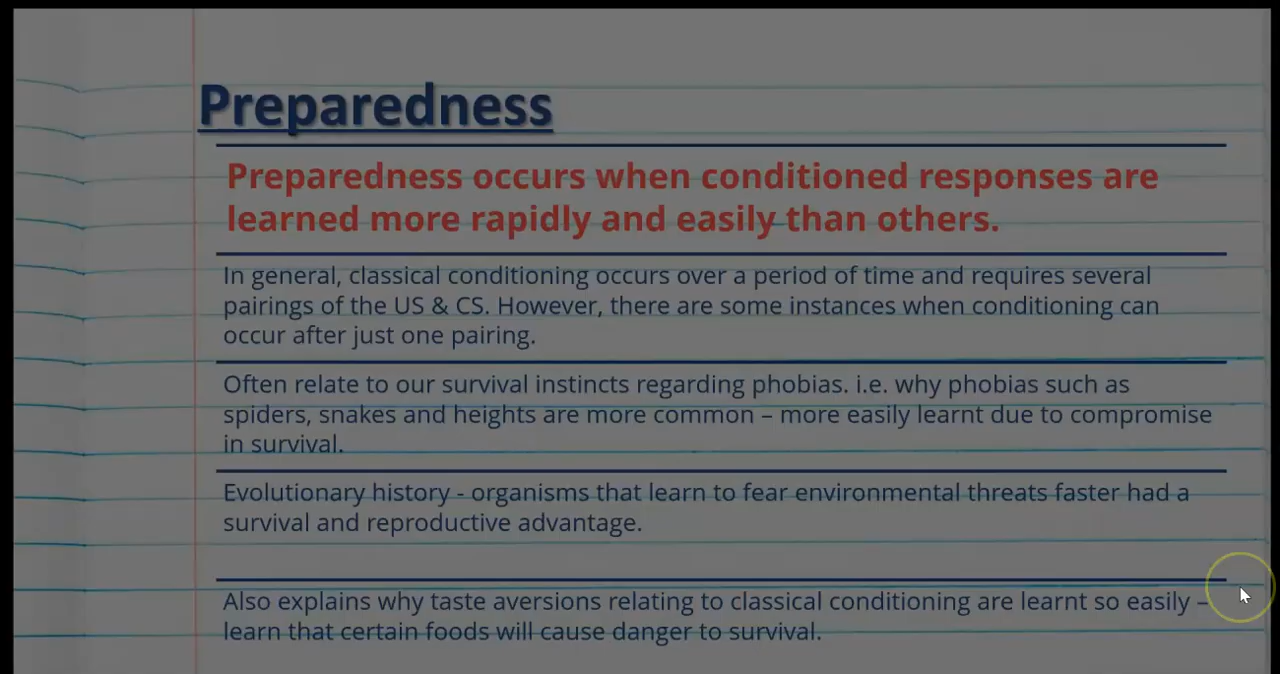 Preparedness
Preparedness occurs when conditioned responses are
learned more rapidly and easily than others.
In general, classical conditioning occurs over a period of time and requires several
pairings of the US & CS. However, there are some instances when conditioning can
occur after just one pairing.
Often relate to our survival instincts regarding phobias. i.e. why phobias such as
spiders, snakes and heights are more common – more easily learnt due to compromise
in survival.
Evolutionary history - organisms that learn to fear environmental threats faster had a
survival and reproductive advantage.
Also explains why taste aversions relating to classical conditioning are learnt so easily –
learn that certain foods will cause danger to survival.